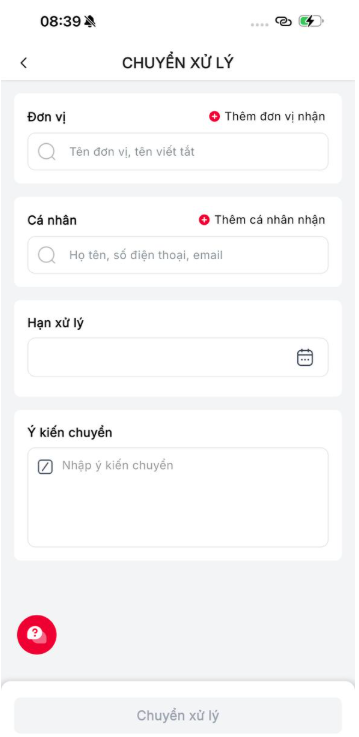 08:39
CHUYỂN XỬ LÝ
Đơn vị
Thêm đơn vị nhận
Tên đơn vị, tên viết tắt
Cá nhân
Thêm cá nhân nhận
Họ tên, số điện thoại, email
Hạn xử lý
Ý kiến chuyển
Nhập ý kiến chuyển
?
Chuyển xử lý